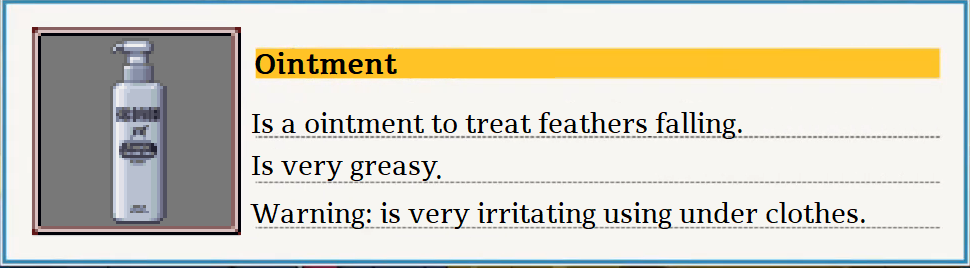 Ointment
Is a ointment to treat feathers falling.
Is very greasy.
Warning: is very irritating using under clothes.